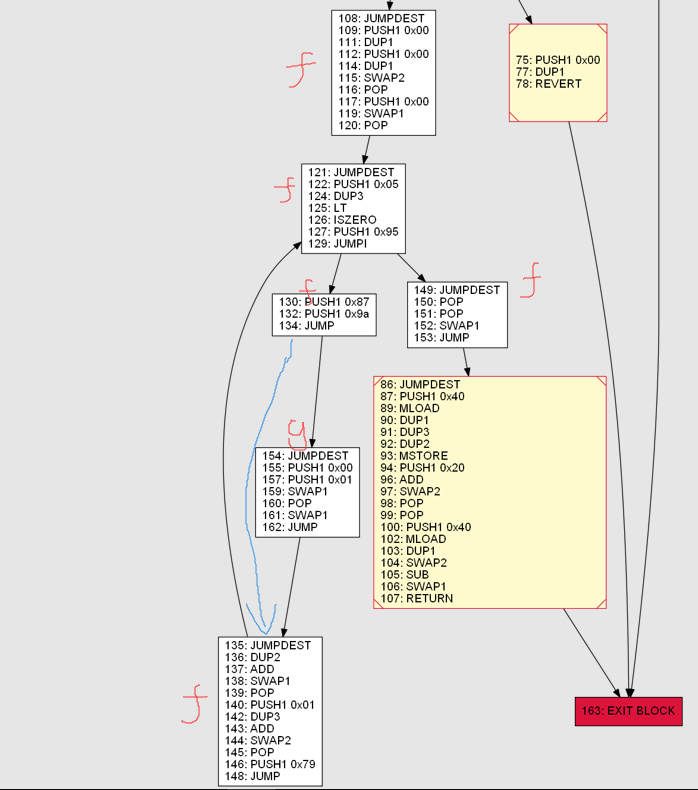 108: JUMPDEST
109: PUSH1 0x00
111: DUP1
112: PUSH1 0x00
114: DUP1
115: SWAP2
116: POP
117: PUSH1 0x00
119: SWAP1
120: POP
f
75: PUSH1 0x00
77: DUP1
78: REVERT
121: JUMPDEST
122: PUSH1 0x05
124: DUP3
125: LT
126: ISZERO
127: PUSH1 0x95
129: JUMPI
f
130: PUSH1 0x87
132: PUSH1 0x9a
134: JUMP
f
149: JUMPDEST
150: POP
151: POP
152: SWAP1
153: JUMP
f
86: JUMPDEST
87: PUSH1 0x40
89: MLOAD
90: DUP1
91: DUP3
92: DUP2
93: MSTORE
94: PUSH1 0x20
96: ADD
97: SWAP2
98: POP
99: POP
100: PUSH1 0x40
102: MLOAD
103: DUP1
104: SWAP2
105: SUB
106: SWAP1
107: RETURN
g
154: JUMPDEST
155: PUSH1 0x00
157: PUSH1 0x01
159: SWAP1
160: POP
161: SWAP1
162: JUMP
135: JUMPDEST
136: DUP2
137: ADD
138: SWAP1
139: POP
140: PUSH1 0x01
142: DUP3
143: ADD
144: SWAP2
145: POP
146: PUSH1 0x79
148: JUMP
f
163: EXIT BLOCK